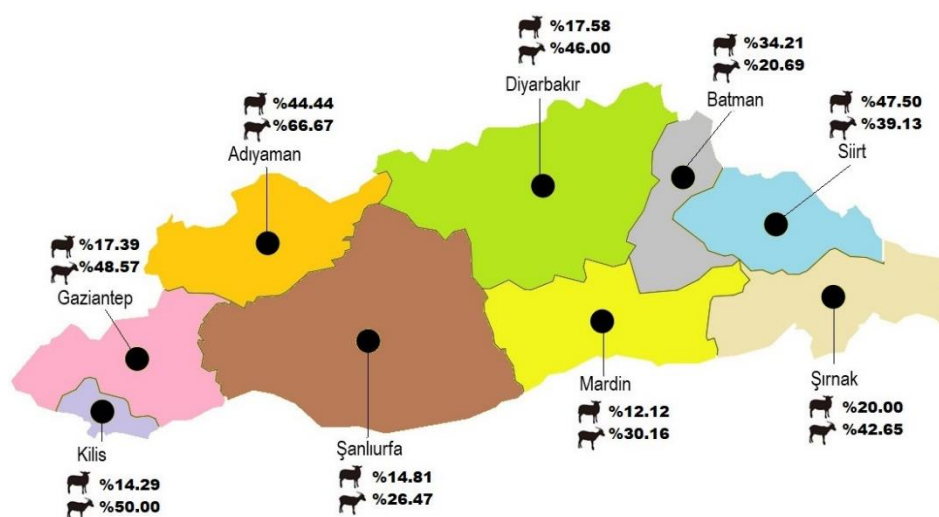 %17.58
%46.00
Diyarbakır
%34.21
%20.69
Batman
%44.44
%66.67
Adıyaman
%47.50
%39.13
Siirt
%17.39
%48.57
Gaziantep
Mardin
%12.12
%30.16
Şırnak
%20.00
%42.65
Kilis
%14.29
%50.00
Şanlıurfa
%14.81
%26.47